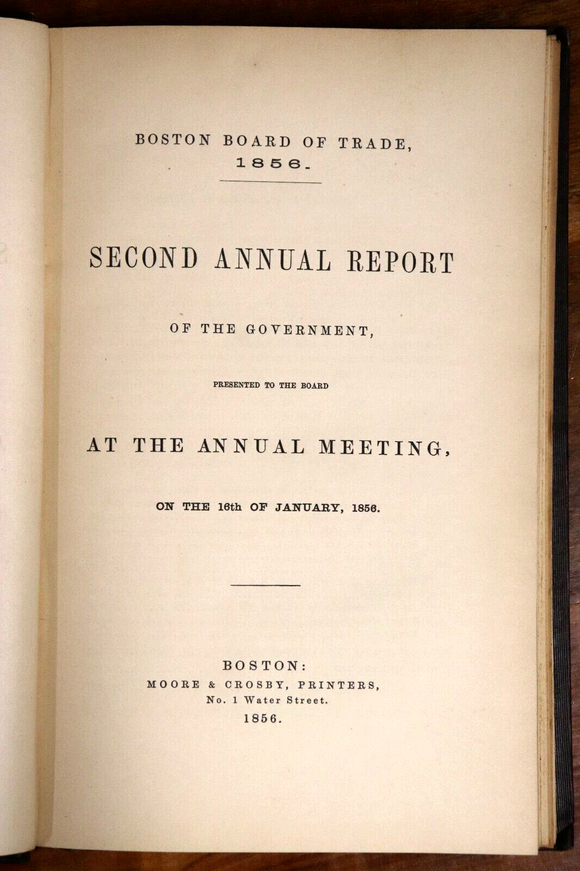 BOSTON BOARD OF TRADE,
1856.
SECOND ANNUAL REPORT
OF THE GOVERNMENT,
PRESENTED TO THE BOARD
AT THE ANNUAL MEETING,
ON THE 16th OF JANUARY, 1856.
BOSTON:
MOORE & CROSBY, PRINTERS,
No. 1 Water Street.
1856.